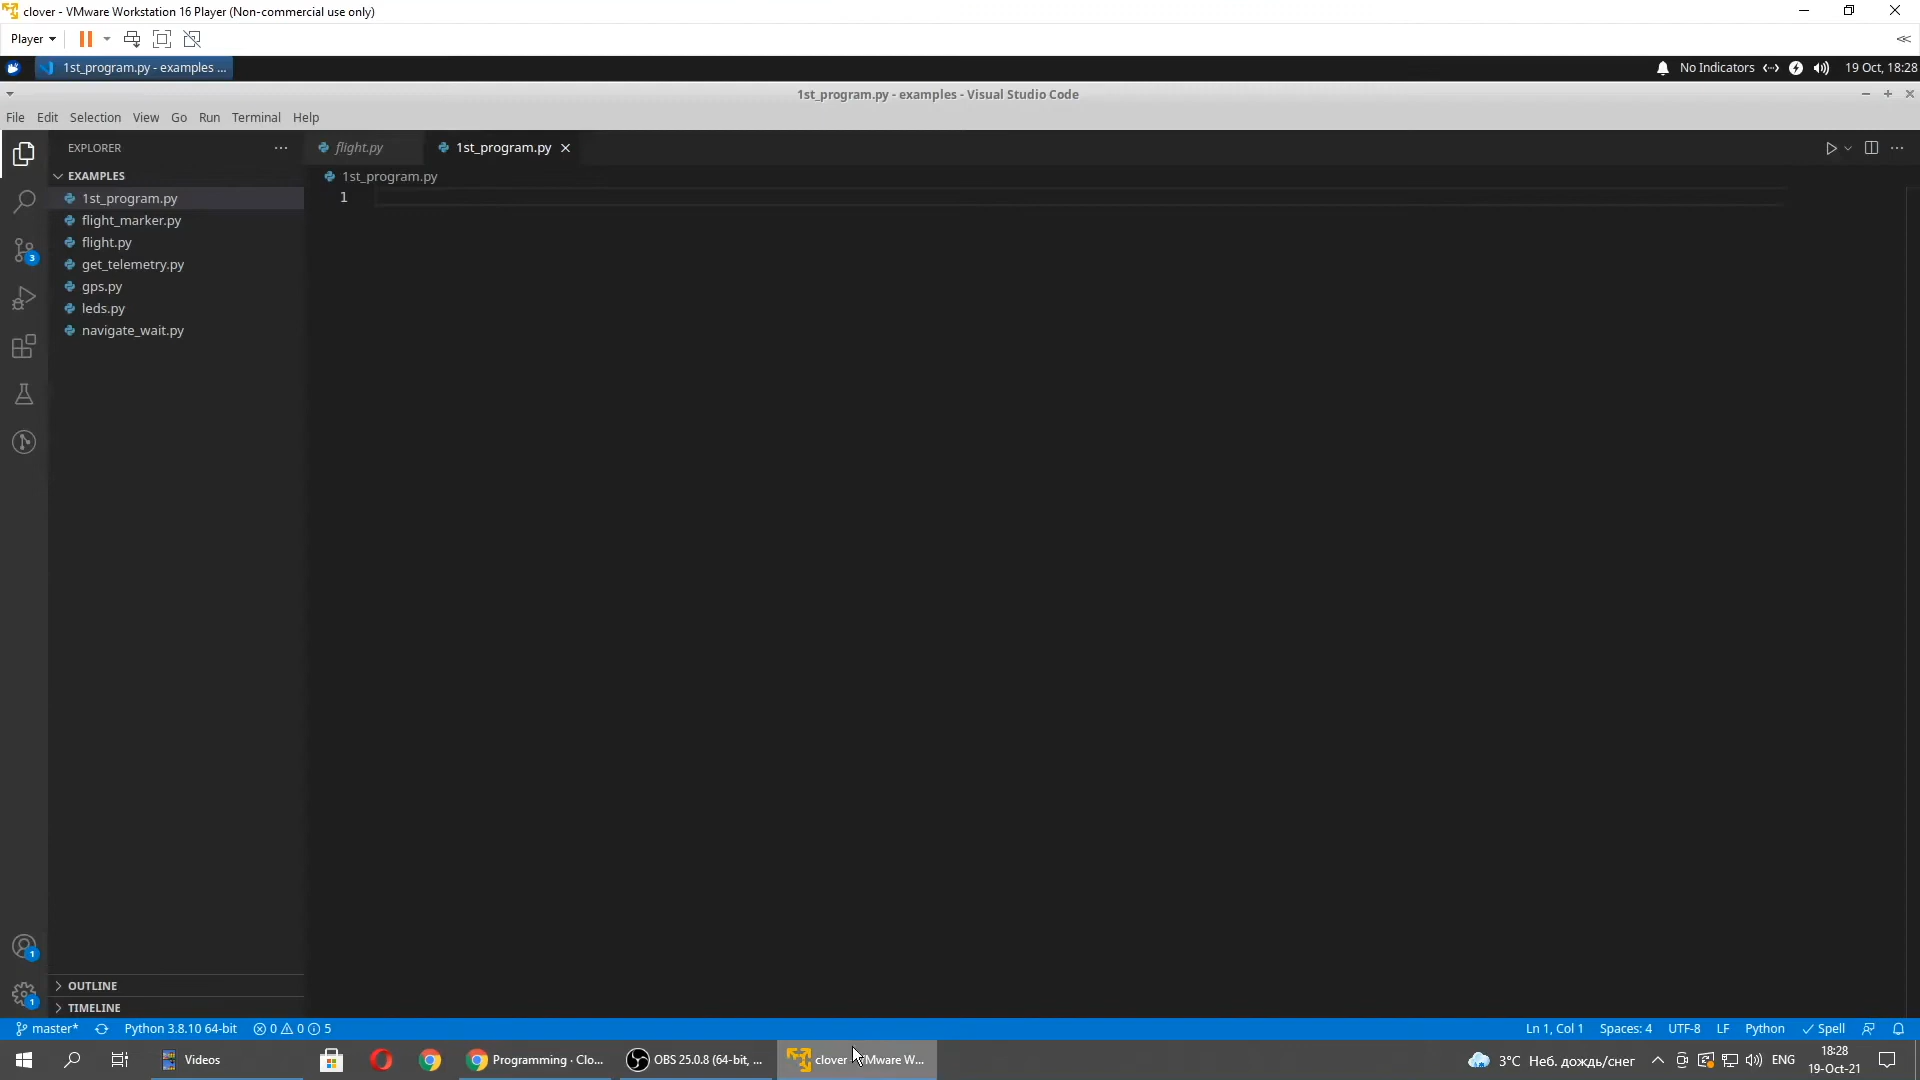 clover - VMware Workstation 16 Player (Non-commercial use only)
Player
1st_program.py - examples ...
No Indicators
19 Oct, 18:28
1st_program.py - examples - Visual Studio Code
File Edit Selection View Go Run Terminal Help
EXPLORER
flight.py
1st_program.py
EXAMPLES
1st_program.py
1
1st_program.py
flight_marker.py
flight.py
get_telemetry.py
gps.py
leds.py
navigate_wait.py
3
1
1
OUTLINE
TIMELINE
master*
Python 3.8.10 64-bit
0 0 5
Ln 1, Col 1
Spaces: 4
UTF-8
LF
Python
Spell
Videos
Programming · Clo...
OBS 25.0.8 (64-bit, ...
clover - VMware W...
3°C Неб. дождь/снег
ENG
18:28
19-Oct-21